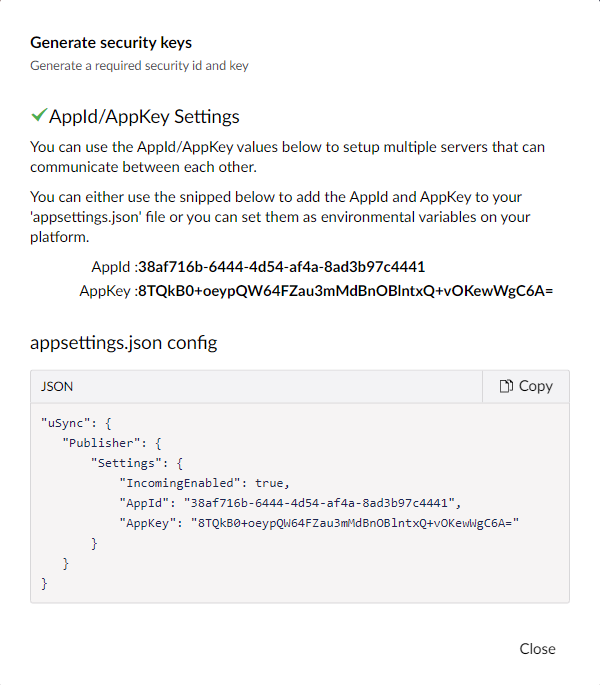 Generate security keys
Generate a required security id and key
AppId/AppKey Settings
You can use the AppId/AppKey values below to setup multiple servers that can
communicate between each other.
You can either use the snipped below to add the AppId and AppKey to your
'appsettings.json' file or you can set them as environmental variables on your
platform.
AppId :38af716b-6444-4d54-af4a-8ad3b97c4441
AppKey :8TQkB0+oeypQW64FZau3mMdBnOBlntxQ+vOKewWgC6A=
appsettings.json config
JSON
Copy
"uSync": {
"Publisher": {
"Settings": {
"IncomingEnabled": true,
"AppId": "38af716b-6444-4d54-af4a-8ad3b97c4441",
"AppKey": "8TQkB0+oeypQW64FZau3mMdBnOBlntxQ+vOKewWgC6A="
}
}
}
Close